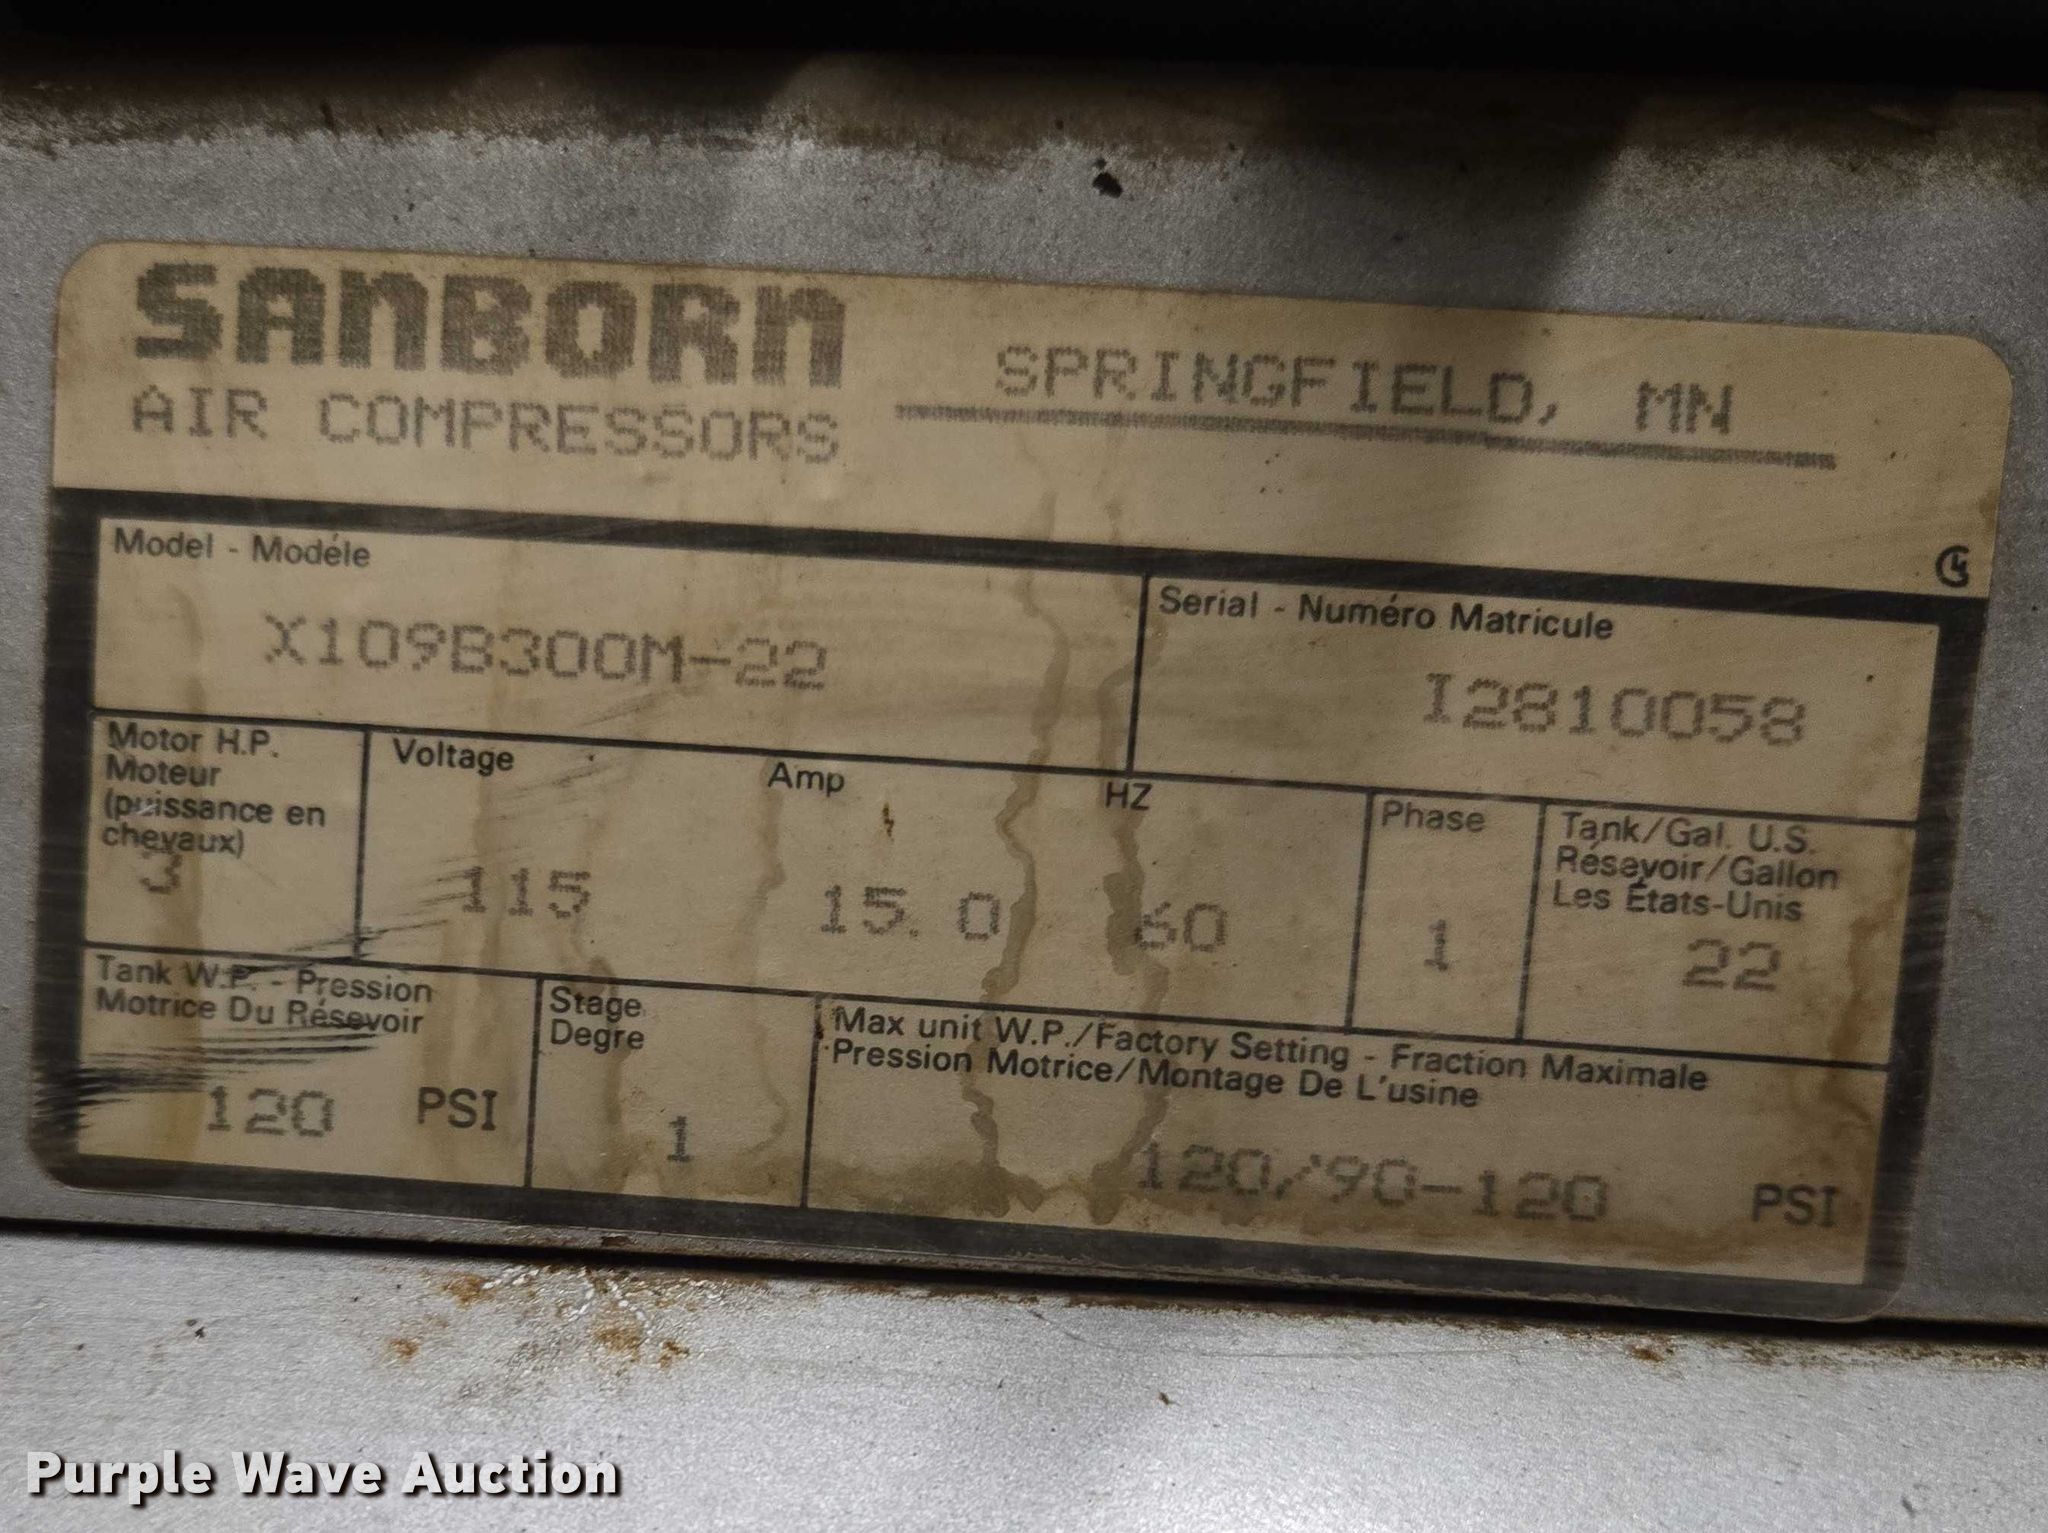 SANBORN
AIR COMPRESSORS
SPRINGFIELD, MN
Model - Modéle
X109B300M-22
Serial - Numéro Matricule
I2810058
Motor H.P.
Moteur
(puissance en
chevaux)
3
Voltage
115
Amp
15.0
HZ
60
Phase
1
Tank/Gal. U.S.
Résevoir/Gallon
Les États-Unis
22
Tank W.P. - Pression
Motrice Du Résevoir
120 PSI
Stage
Degre
1
Max unit W.P./Factory Setting - Fraction Maximale
Pression Motrice/Montage De L'usine
120/90-120 PSI
Purple Wave Auction